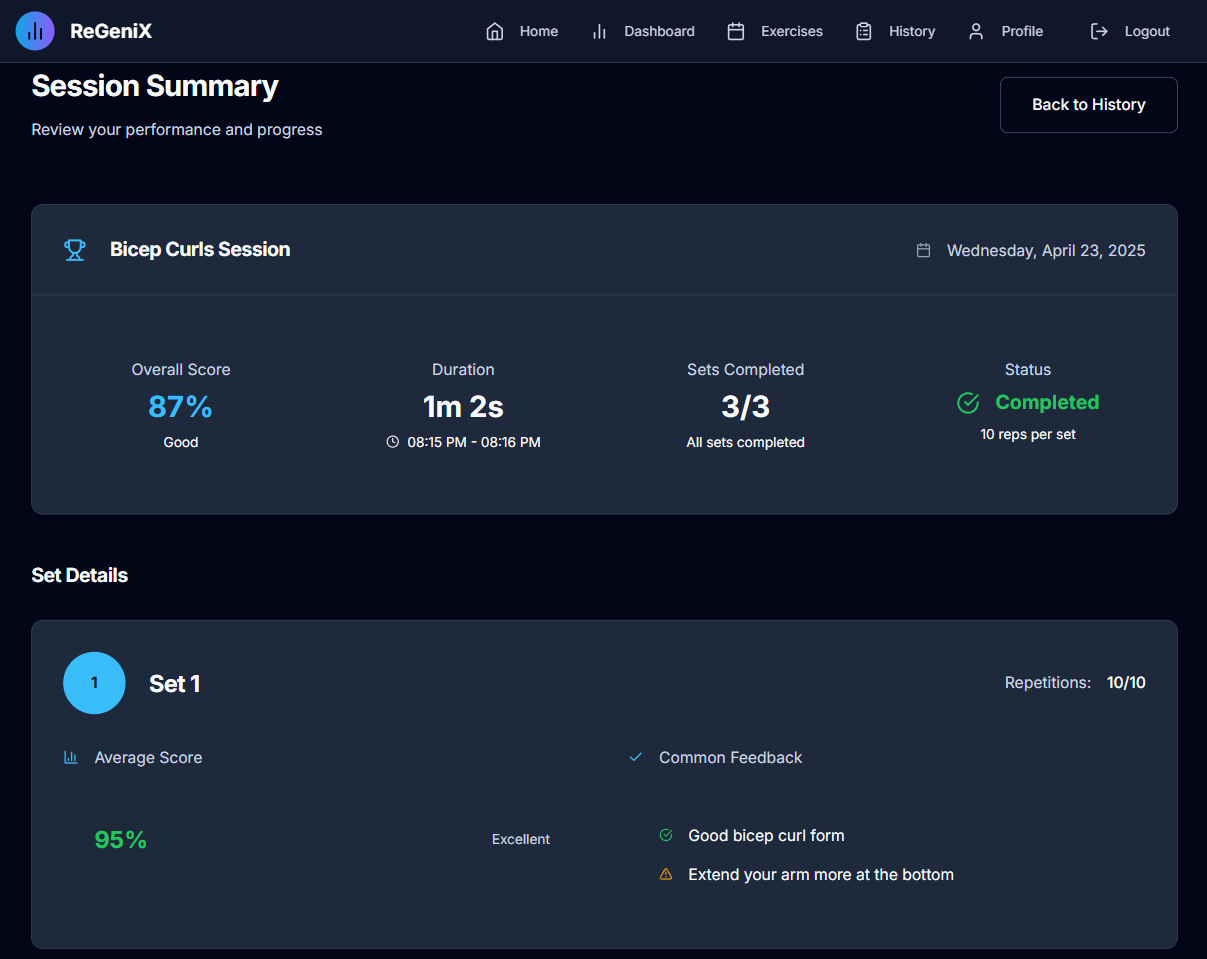 ReGeniX
Home
Dashboard
Exercises
History
Profile
Logout
Session Summary
Review your performance and progress
Back to History
Bicep Curls Session
Wednesday, April 23, 2025
Overall Score
87%
Good
Duration
1m 2s
08:15 PM - 08:16 PM
Sets Completed
3/3
All sets completed
Status
Completed
10 reps per set
Set Details
1
Set 1
Repetitions: 10/10
Average Score
95%
Excellent
Common Feedback
Good bicep curl form
Extend your arm more at the bottom